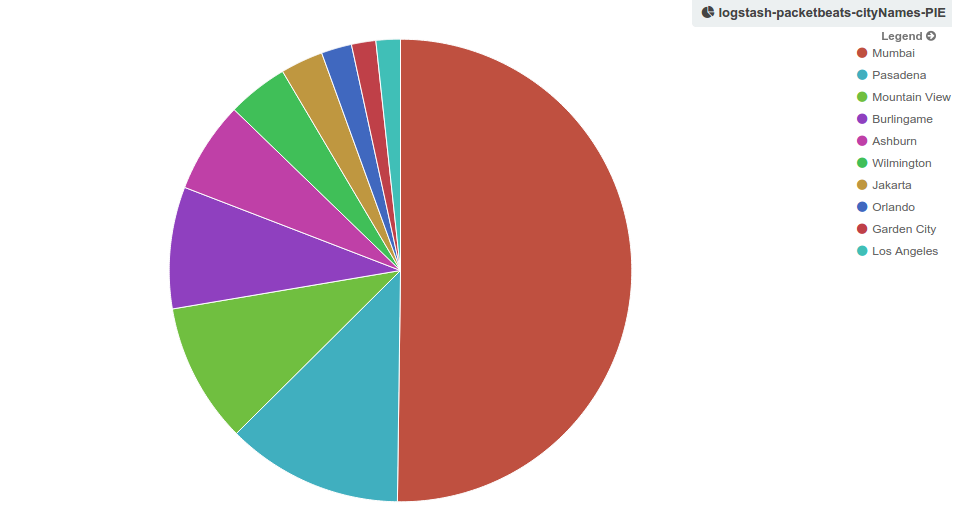 logstash-packetbeats-cityNames-PIE
Legend
Mumbai
Pasadena
Mountain View
Burlingame
Ashburn
Wilmington
Jakarta
Orlando
Garden City
Los Angeles